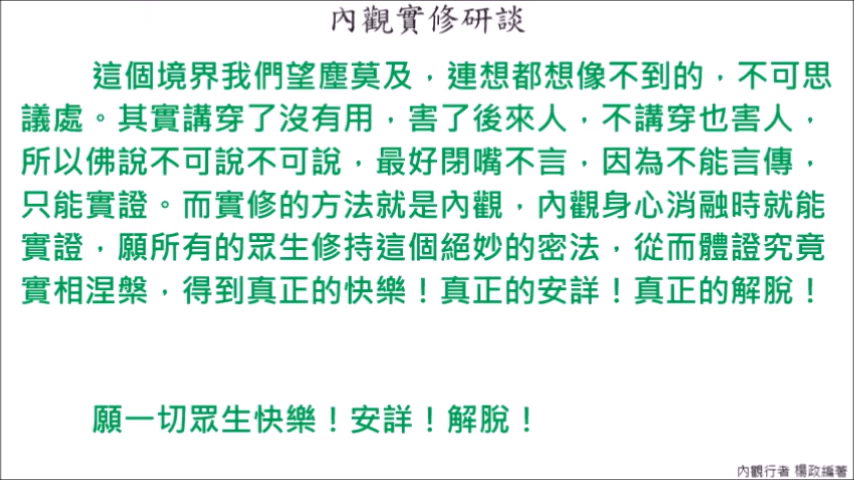 內觀實修研談
這個境界我們望塵莫及，連想都想像不到的，不可思
議處。其實講穿了沒有用，害了後來人，不講穿也害人，
所以佛說不可說不可說，最好閉嘴不言，因為不能言傳，
只能實證。而實修的方法就是內觀，內觀身心消融時就能
實證，願所有的眾生修持這個絕妙的密法，從而體證究竟
實相涅槃，得到真正的快樂！真正的安詳！真正的解脫！
願一切眾生快樂！安詳！解脫！
內觀行者 楊政編著